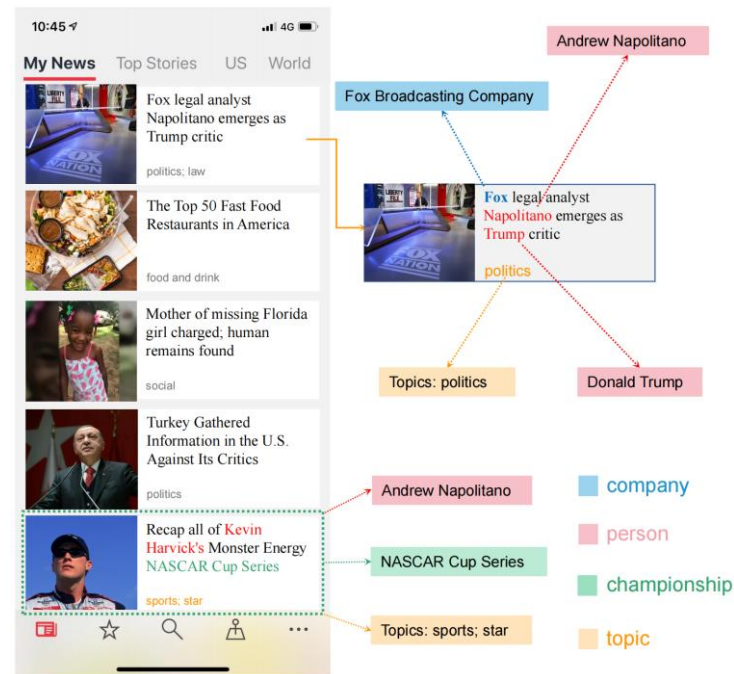 10:45
4G
My News Top Stories US World
Fox legal analyst
Napolitano emerges as
Trump critic
politics; law
FOX
NATION
The Top 50 Fast Food
Restaurants in America
food and drink
Mother of missing Florida
girl charged; human
remains found
social
Turkey Gathered
Information in the U.S.
Against Its Critics
politics
Recap all of Kevin
Harvick's Monster Energy
NASCAR Cup Series
sports; star
Andrew Napolitano
Fox Broadcasting Company
Fox legal analyst
Napolitano emerges as
Trump critic
politics
FOX
NATION
Topics: politics
Donald Trump
Andrew Napolitano
NASCAR Cup Series
Topics: sports; star
company
person
championship
topic